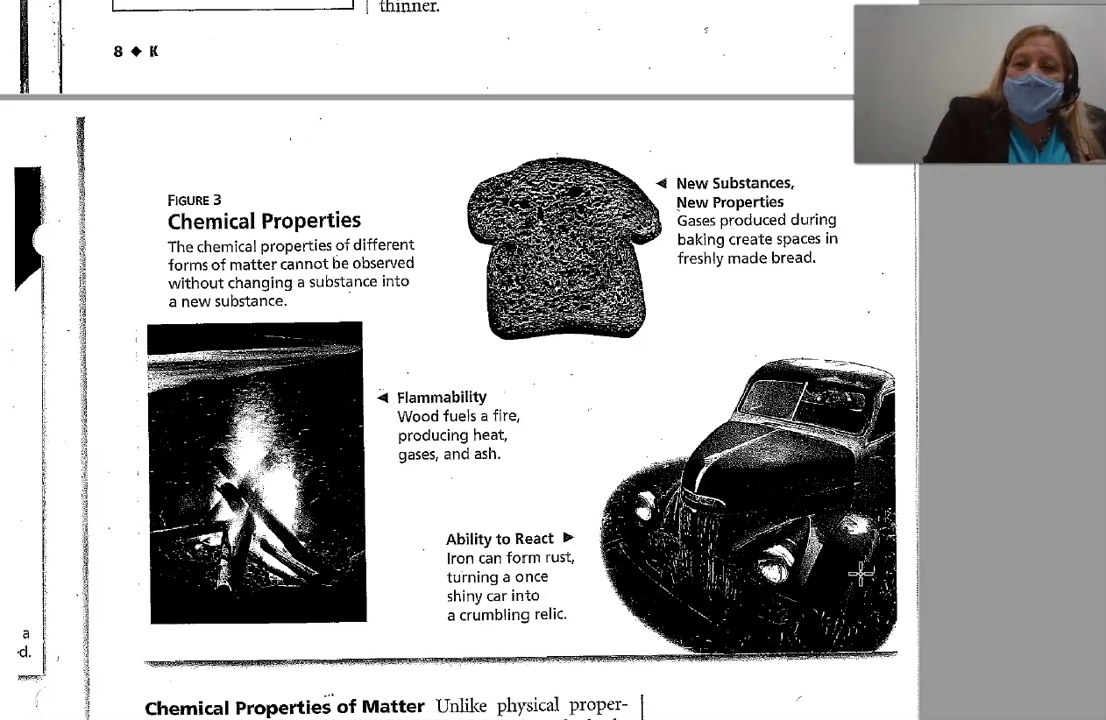 thinner.
8 ◆ K
FIGURE 3
Chemical Properties
The chemical properties of different
forms of matter cannot be observed
without changing a substance into
a new substance.
◄ New Substances,
New Properties
Gases produced during
baking create spaces in
freshly made bread.
◄ Flammability
Wood fuels a fire,
producing heat,
gases, and ash.
Ability to React ►
Iron can form rust,
turning a once
shiny car into
a crumbling relic.
a
d.
Chemical Properties of Matter Unlike physical proper-